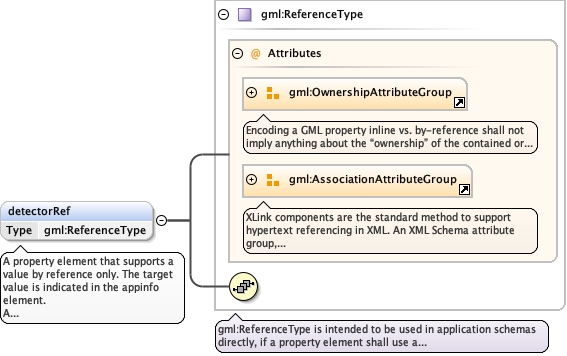 gml:ReferenceType
@ Attributes
gml:OwnershipAttributeGroup
Encoding a GML property inline vs. by-reference shall not
imply anything about the “ownership” of the contained or...
gml:AssociationAttributeGroup
XLink components are the standard method to support
hypertext referencing in XML. An XML Schema attribute
group,...
detectorRef
Type gml:ReferenceType
A property element that supports a
value by reference only. The target
value is indicated in the appinfo
element.
A...
gml:ReferenceType is intended to be used in application schemas
directly, if a property element shall use a...